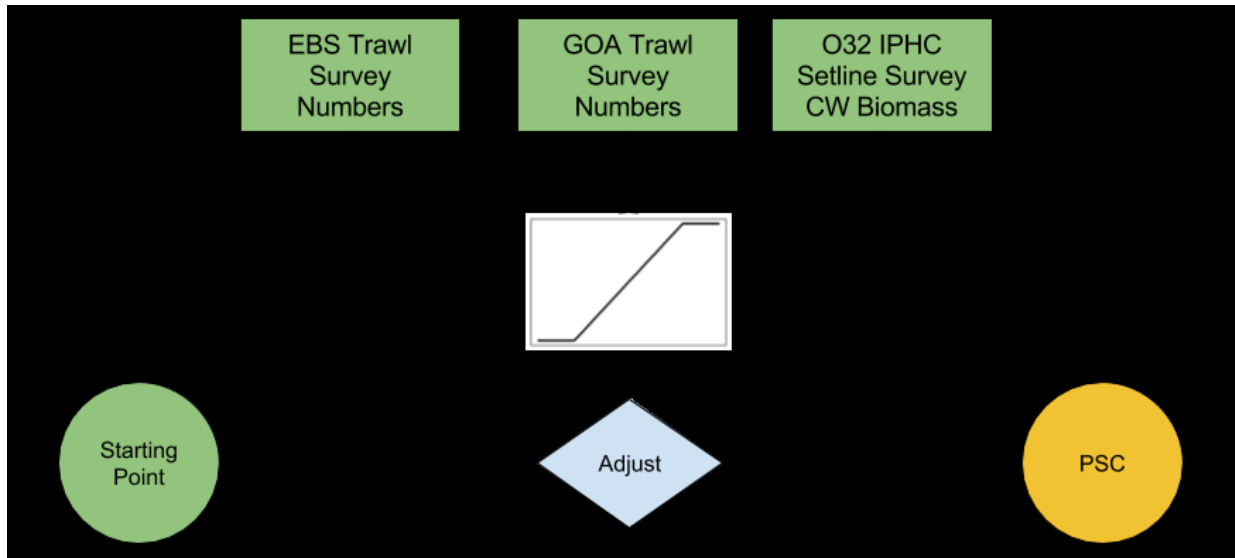 EBS Trawl
Survey
Numbers
GOA Trawl
Survey
Numbers
O32 IPHC
Setline Survey
CW Biomass
Starting
Point
Adjust
PSC